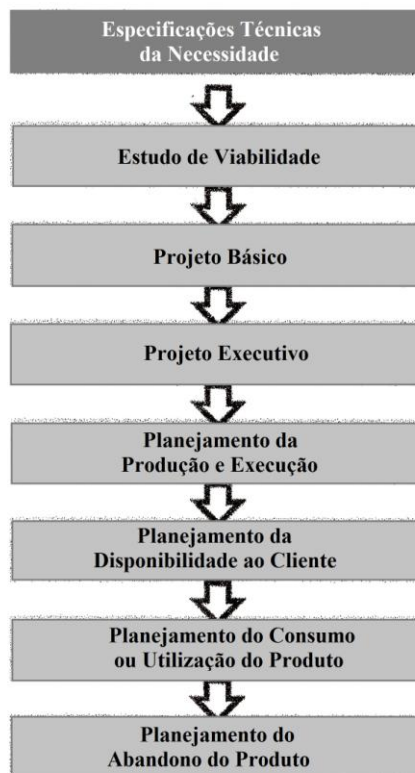 Especificações Técnicas
da Necessidade
Estudo de Viabilidade
Projeto Básico
Projeto Executivo
Planejamento da
Produção e Execução
Planejamento da
Disponibilidade ao Cliente
Planejamento do Consumo
ou Utilização do Produto
Planejamento do
Abandono do Produto